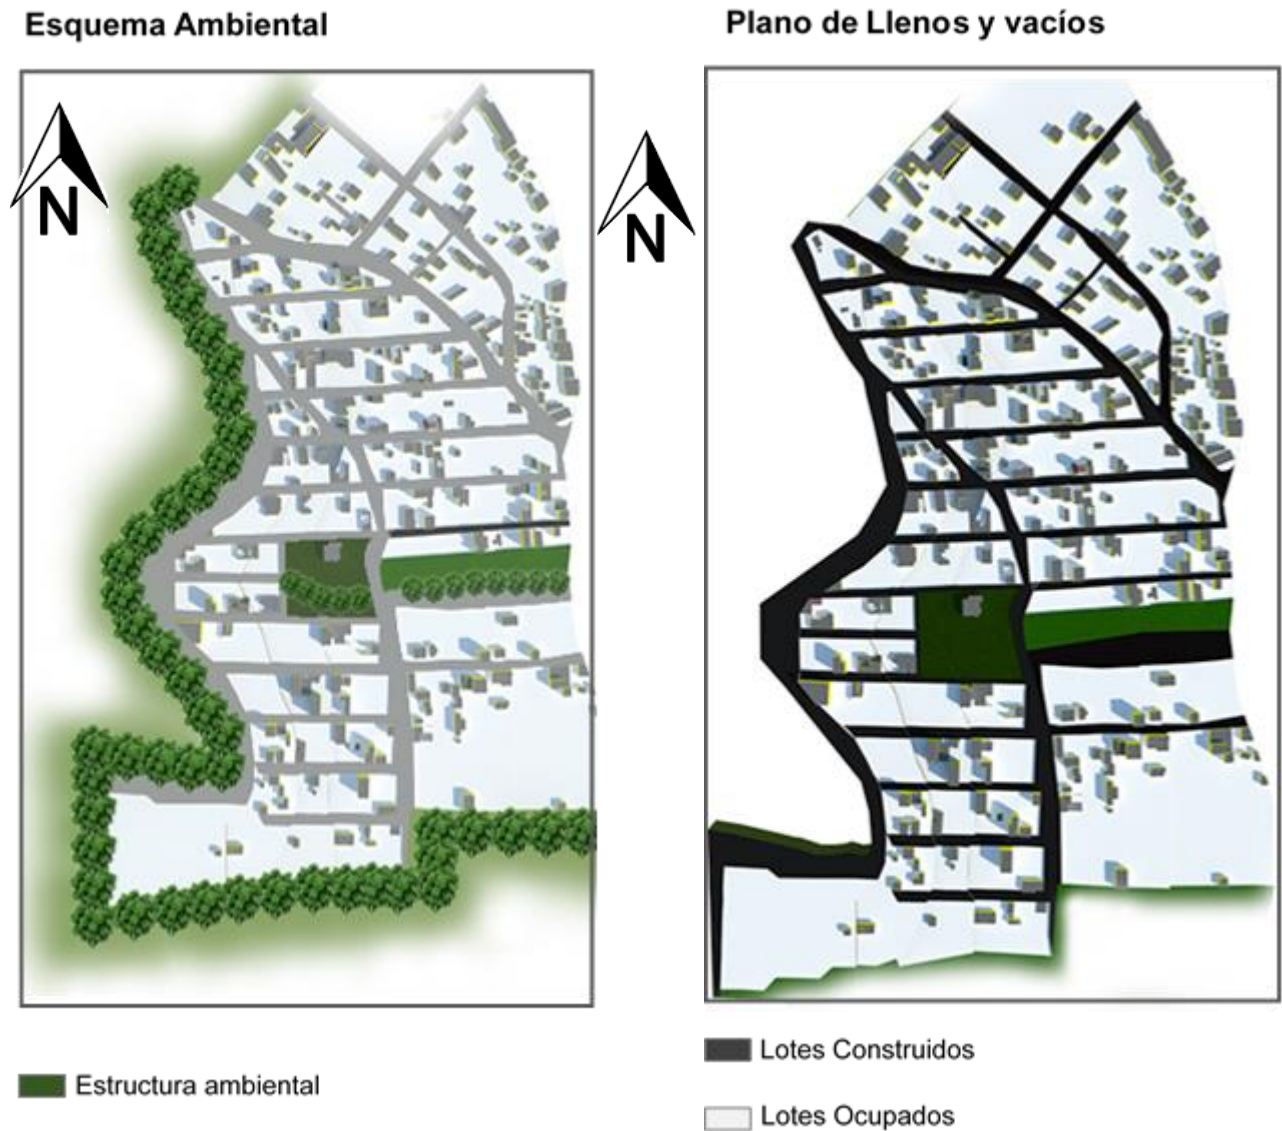 Esquema Ambiental
Plano de Llenos y vacíos
N
N
Lotes Construidos
Estructura ambiental
Lotes Ocupados